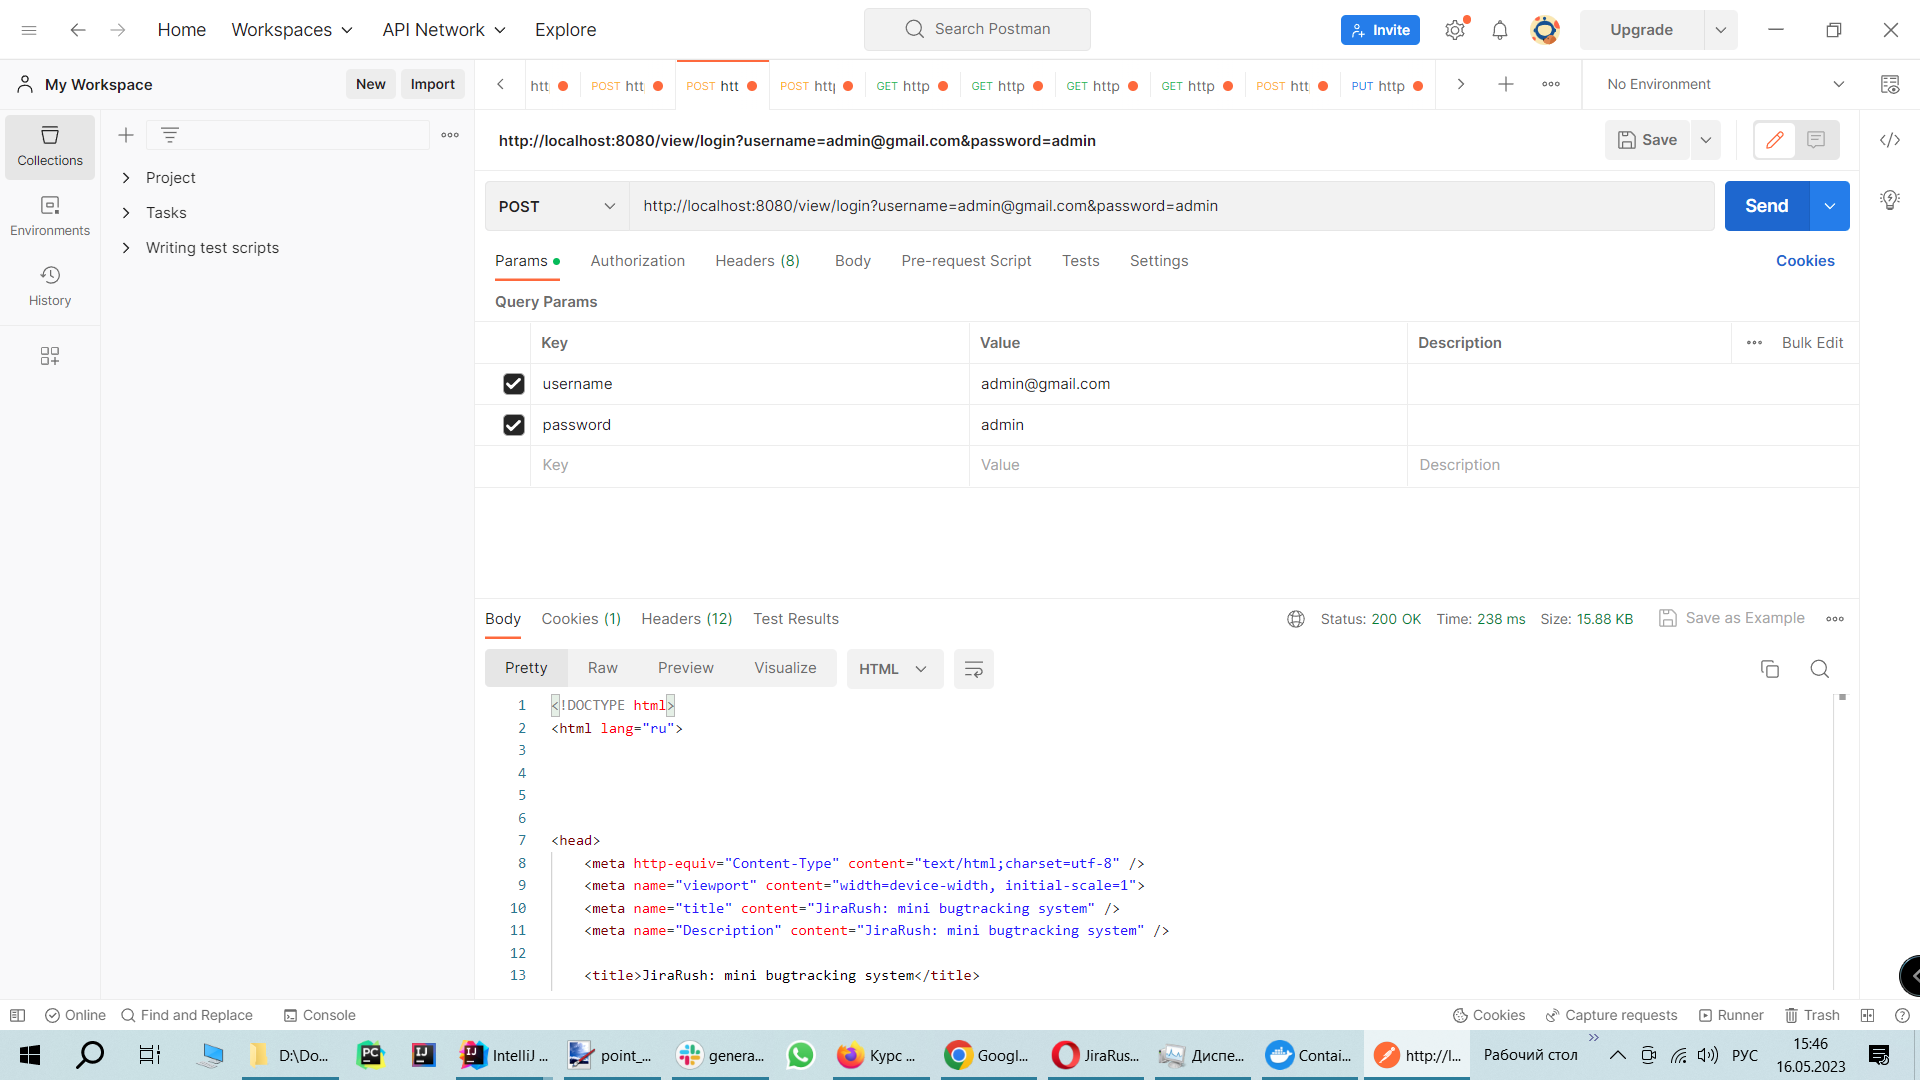 Home Workspaces API Network Explore Search Postman Invite Upgrade
My Workspace New Import
htt POST htt POST htt POST http GET http GET http GET http GET http POST htt PUT http No Environment
Collections
Environments
History
Project
Tasks
Writing test scripts
http://localhost:8080/view/login?username=admin@gmail.com&password=admin Save
POST http://localhost:8080/view/login?username=admin@gmail.com&password=admin Send
Params Authorization Headers (8) Body Pre-request Script Tests Settings Cookies
Query Params
Key Value Description Bulk Edit
username admin@gmail.com
password admin
Key Value Description
Body Cookies (1) Headers (12) Test Results Status: 200 OK Time: 238 ms Size: 15.88 KB Save as Example
Pretty Raw Preview Visualize HTML
1 <!DOCTYPE html>
2 <html lang="ru">
3
4
5
6
7 <head>
8 <meta http-equiv="Content-Type" content="text/html;charset=utf-8" />
9 <meta name="viewport" content="width=device-width, initial-scale=1">
10 <meta name="title" content="JiraRush: mini bugtracking system" />
11 <meta name="Description" content="JiraRush: mini bugtracking system" />
12
13 <title>JiraRush: mini bugtracking system</title>
Online Find and Replace Console Cookies Capture requests Runner Trash
D:\Do... PC IJ IntelliJ ... point_... genera... Курс ... Googl... JiraRus... Диспе... Contai... http://l... Рабочий стол РУС 15:46
16.05.2023